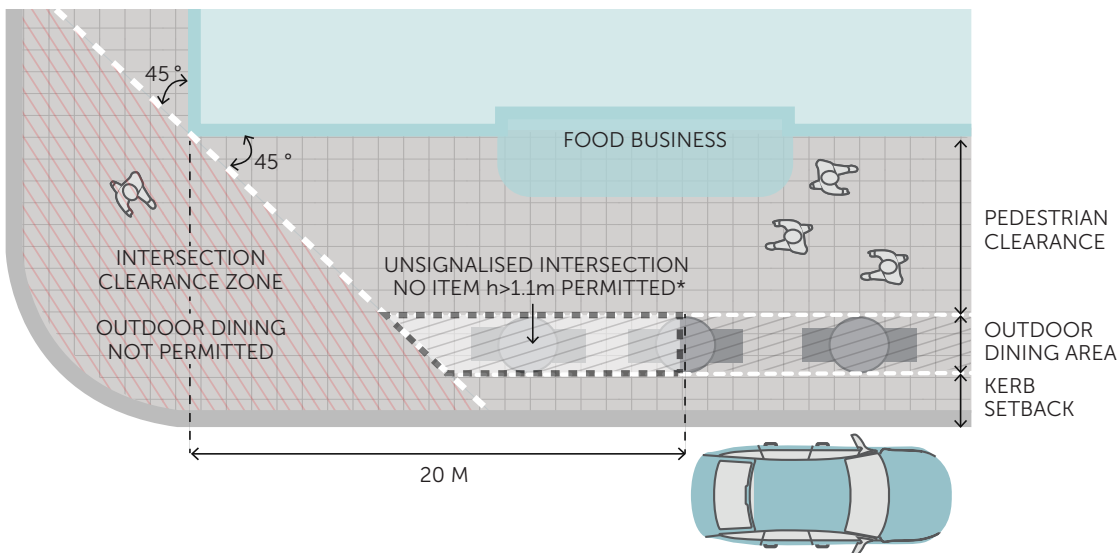 45°
45°
FOOD BUSINESS
PEDESTRIAN
CLEARANCE
INTERSECTION
CLEARANCE ZONE
OUTDOOR DINING
NOT PERMITTED
UNSIGNALISED INTERSECTION
NO ITEM h>1.1m PERMITTED*
OUTDOOR
DINING AREA
KERB
SETBACK
20 M